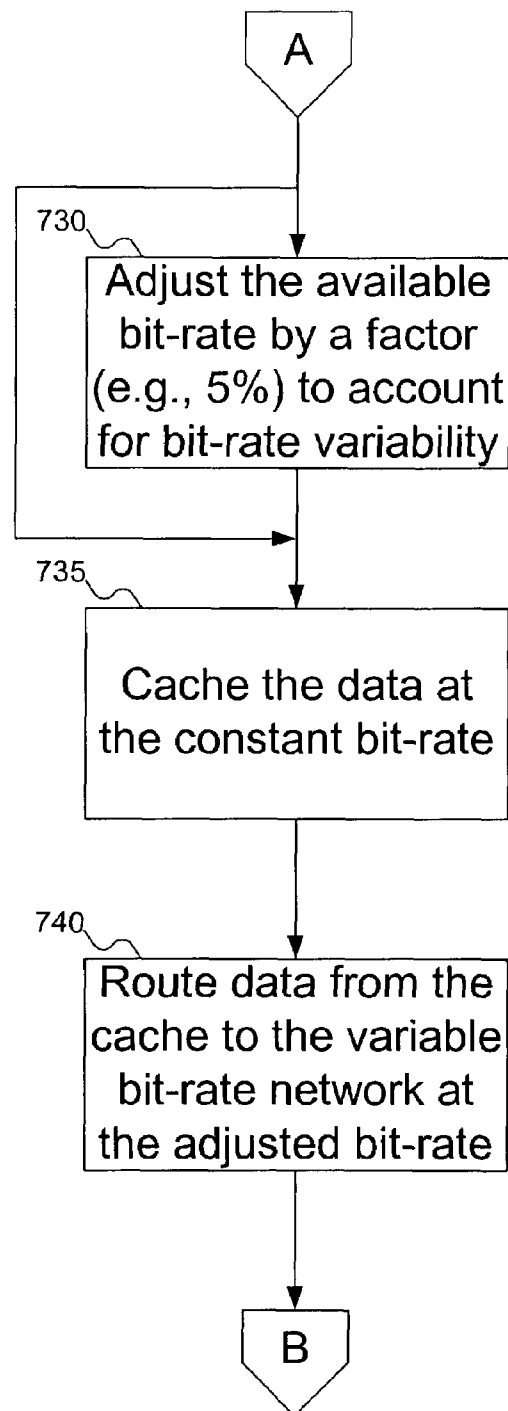 A
730
Adjust the available
bit-rate by a factor
(e.g., 5%) to account
for bit-rate variability
735
Cache the data at
the constant bit-rate
740
Route data from the
cache to the variable
bit-rate network at
the adjusted bit-rate
B